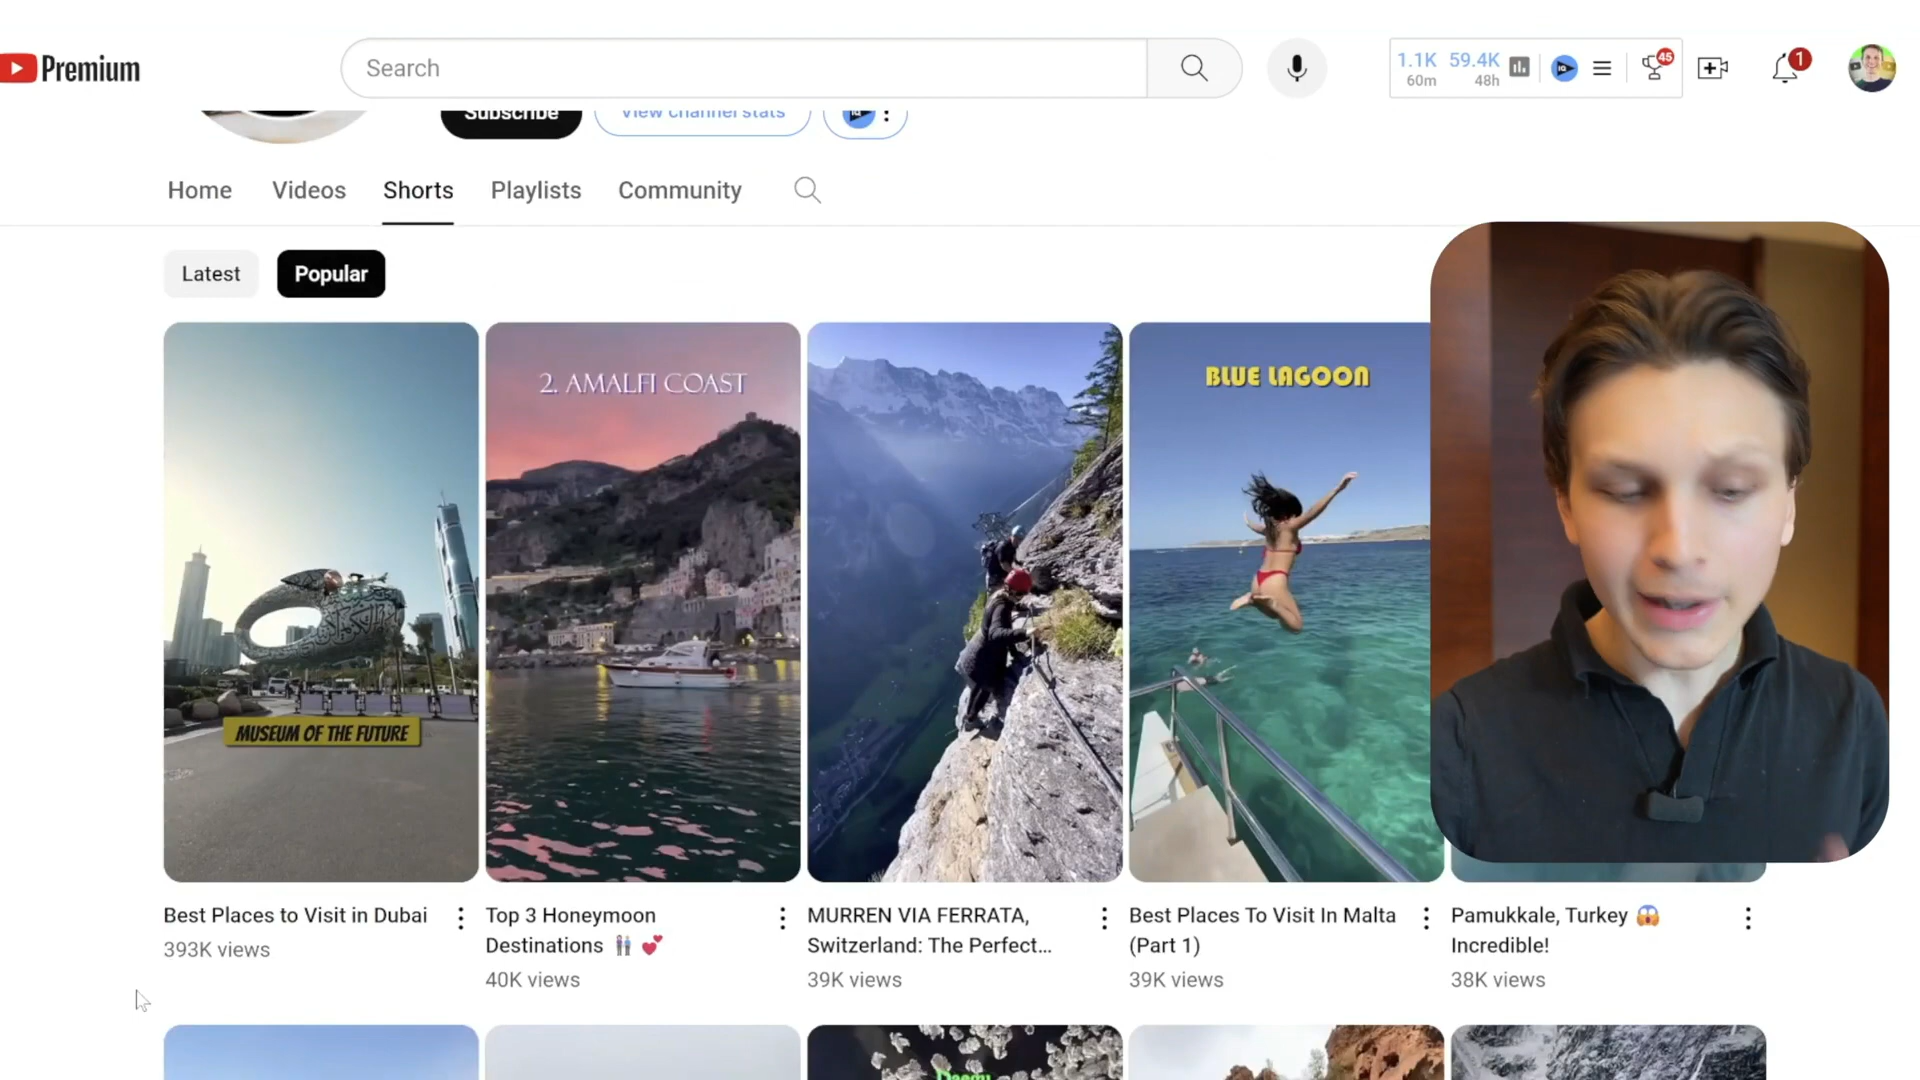 Premium
Search
1.1K 59.4K
60m 48h
45
1
Subscribe
View channel stats
Home Videos Shorts Playlists Community
Latest Popular
2. AMALFI COAST
BLUE LAGOON
MUSEUM OF THE FUTURE
Best Places to Visit in Dubai
393K views
Top 3 Honeymoon
Destinations 👫 💕
40K views
MURREN VIA FERRATA,
Switzerland: The Perfect...
39K views
Best Places To Visit In Malta
(Part 1)
39K views
Pamukkale, Turkey 😱
Incredible!
38K views